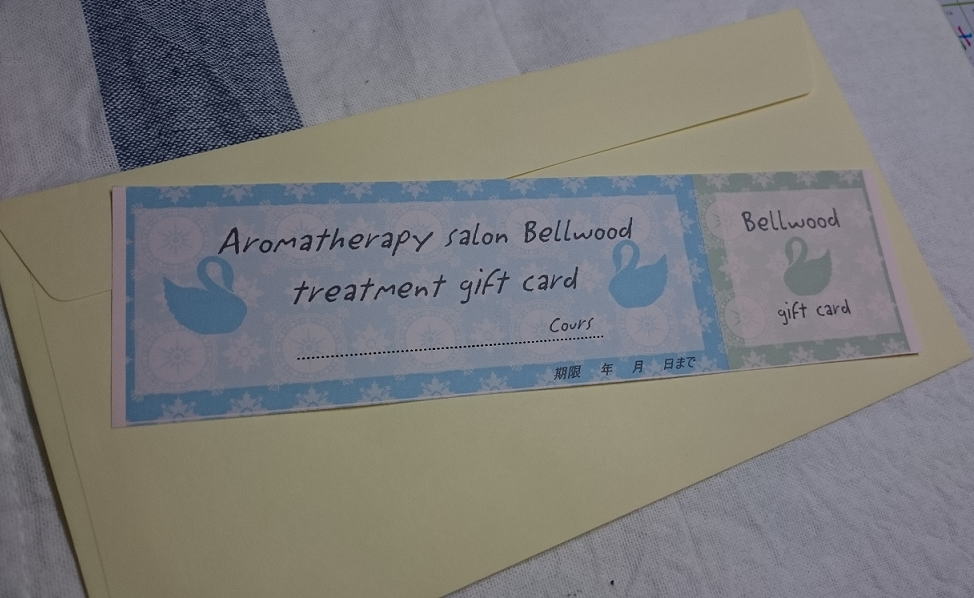 Aromatherapy salon Bellwood
treatment gift card
Cours
期限 年 月 日まで
Bellwood
gift card